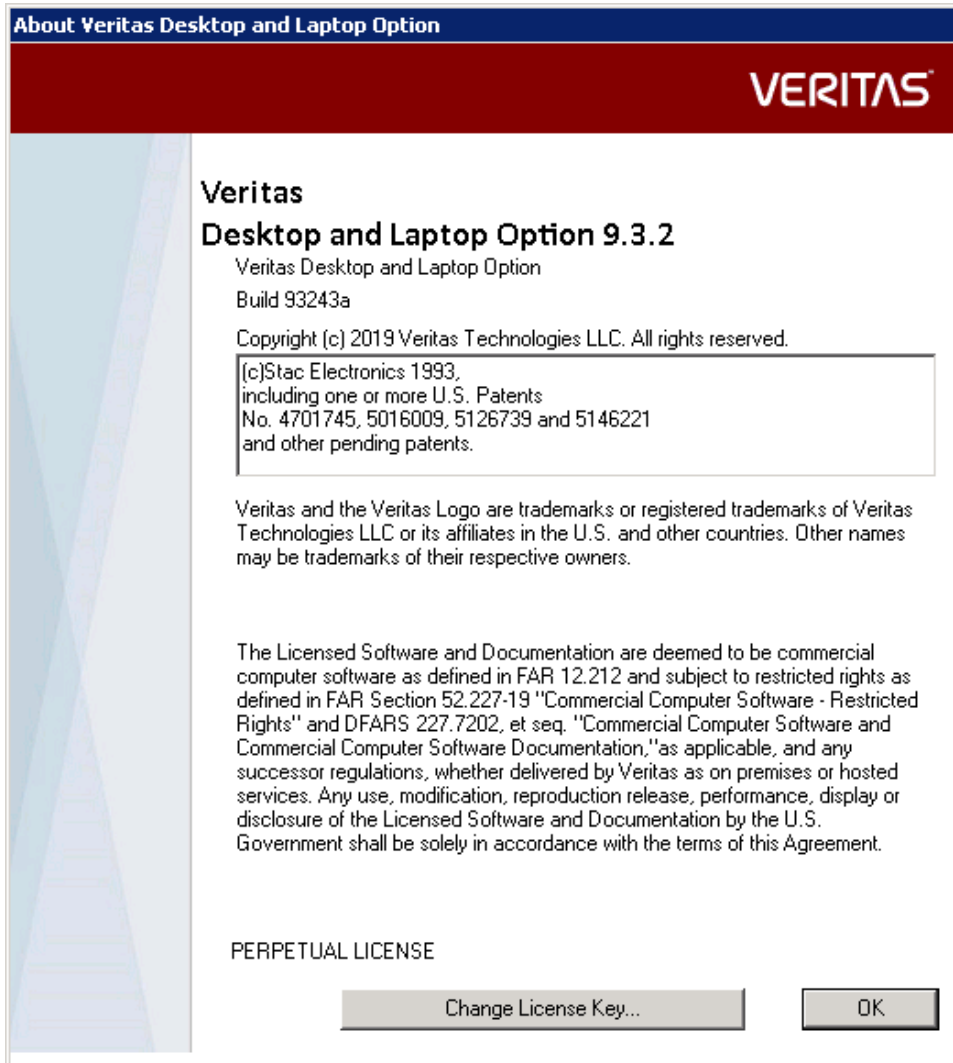 About Veritas Desktop and Laptop Option
VERITAS
Veritas
Desktop and Laptop Option 9.3.2
Veritas Desktop and Laptop Option
Build 93243a
Copyright (c) 2019 Veritas Technologies LLC. All rights reserved.
(c)Stac Electronics 1993,
including one or more U.S. Patents
No. 4701745, 5016009, 5126739 and 5146221
and other pending patents.
Veritas and the Veritas Logo are trademarks or registered trademarks of Veritas
Technologies LLC or its affiliates in the U.S. and other countries. Other names
may be trademarks of their respective owners.
The Licensed Software and Documentation are deemed to be commercial
computer software as defined in FAR 12.212 and subject to restricted rights as
defined in FAR Section 52.227-19 "Commercial Computer Software - Restricted
Rights" and DFARS 227.7202, et seq. "Commercial Computer Software and
Commercial Computer Software Documentation,"as applicable, and any
successor regulations, whether delivered by Veritas as on premises or hosted
services. Any use, modification, reproduction release, performance, display or
disclosure of the Licensed Software and Documentation by the U.S.
Government shall be solely in accordance with the terms of this Agreement.
PERPETUAL LICENSE
Change License Key...
OK